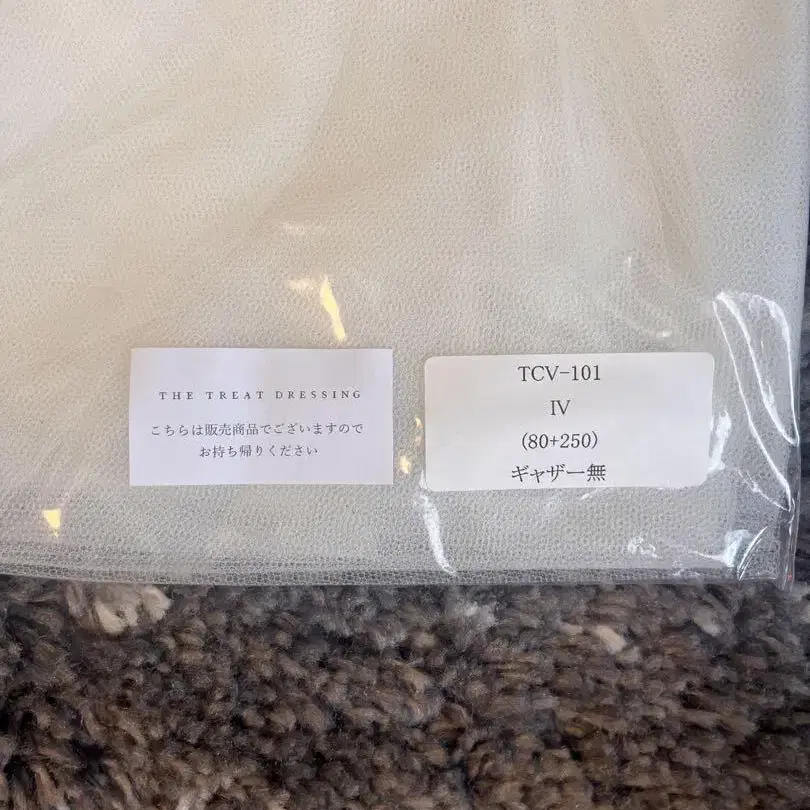 THE TREAT DRESSING
こちらは販売商品でございますので
お持ち帰りください
TCV-101
IV
(80+250)
ギャザー無